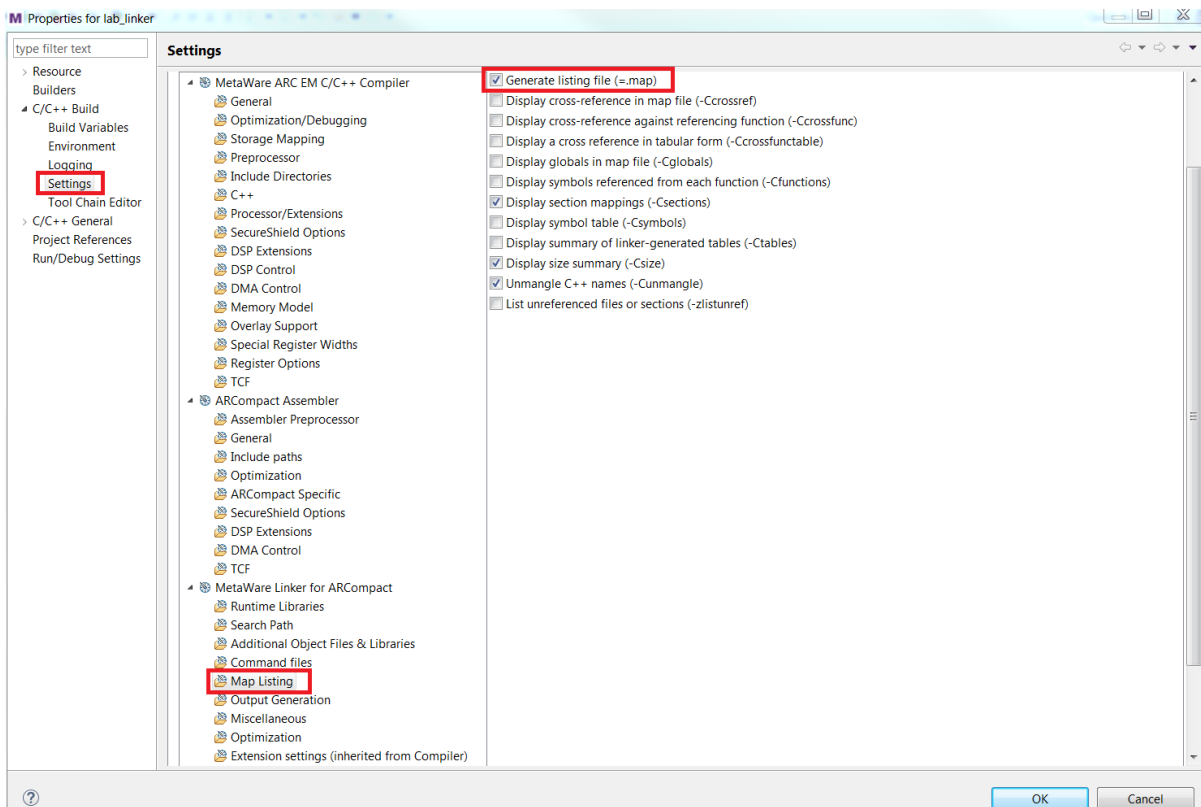 M Properties for lab_linker
type filter text
Settings
Resource
Builders
C/C++ Build
Build Variables
Environment
Logging
Settings
Tool Chain Editor
C/C++ General
Project References
Run/Debug Settings
MetaWare ARC EM C/C++ Compiler
General
Optimization/Debugging
Storage Mapping
Preprocessor
Include Directories
C++
Processor/Extensions
SecureShield Options
DSP Extensions
DSP Control
DMA Control
Memory Model
Overlay Support
Special Register Widths
Register Options
TCF
ARCompact Assembler
Assembler Preprocessor
General
Include paths
Optimization
ARCompact Specific
SecureShield Options
DSP Extensions
DMA Control
TCF
MetaWare Linker for ARCompact
Runtime Libraries
Search Path
Additional Object Files & Libraries
Command files
Map Listing
Output Generation
Miscellaneous
Optimization
Extension settings (inherited from Compiler)
Generate listing file (=.map)
Display cross-reference in map file (-Ccrossref)
Display cross-reference against referencing function (-Ccrossfunc)
Display a cross reference in tabular form (-Ccrossfunctable)
Display globals in map file (-Cglobals)
Display symbols referenced from each function (-Cfunctions)
Display section mappings (-Csections)
Display symbol table (-Csymbols)
Display summary of linker-generated tables (-Ctables)
Display size summary (-Csize)
Unmangle C++ names (-Cunmangle)
List unreferenced files or sections (-zlistunref)
?
OK
Cancel